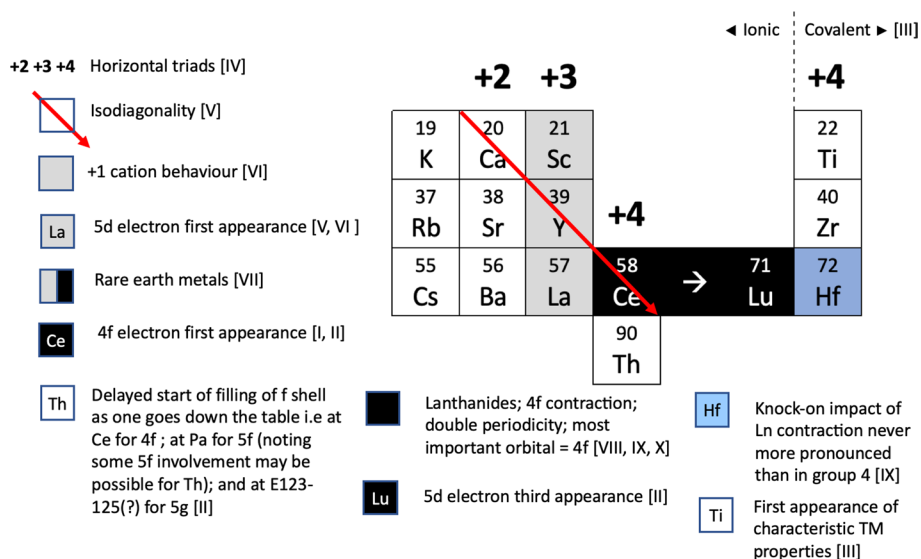 ◄ Ionic Covalent ► [III]
+2 +3 +4 Horizontal triads [IV]
Isodiagonality [V]
+1 cation behaviour [VI]
La 5d electron first appearance [V, VI ]
Rare earth metals [VII]
Ce 4f electron first appearance [I, II]
Th Delayed start of filling of f shell
as one goes down the table i.e at
Ce for 4f ; at Pa for 5f (noting
some 5f involvement may be
possible for Th); and at E123-
125(?) for 5g [II]
+2 +3 +4
19 20 21 22
K Ca Sc Ti
37 38 39 40
Rb Sr Y Zr
+4
55 56 57 58 → 71 72
Cs Ba La Ce Lu Hf
90
Th
Lanthanides; 4f contraction;
double periodicity; most
important orbital = 4f [VIII, IX, X]
Lu 5d electron third appearance [II]
Hf Knock-on impact of
Ln contraction never
more pronounced
than in group 4 [IX]
Ti First appearance of
characteristic TM
properties [III]